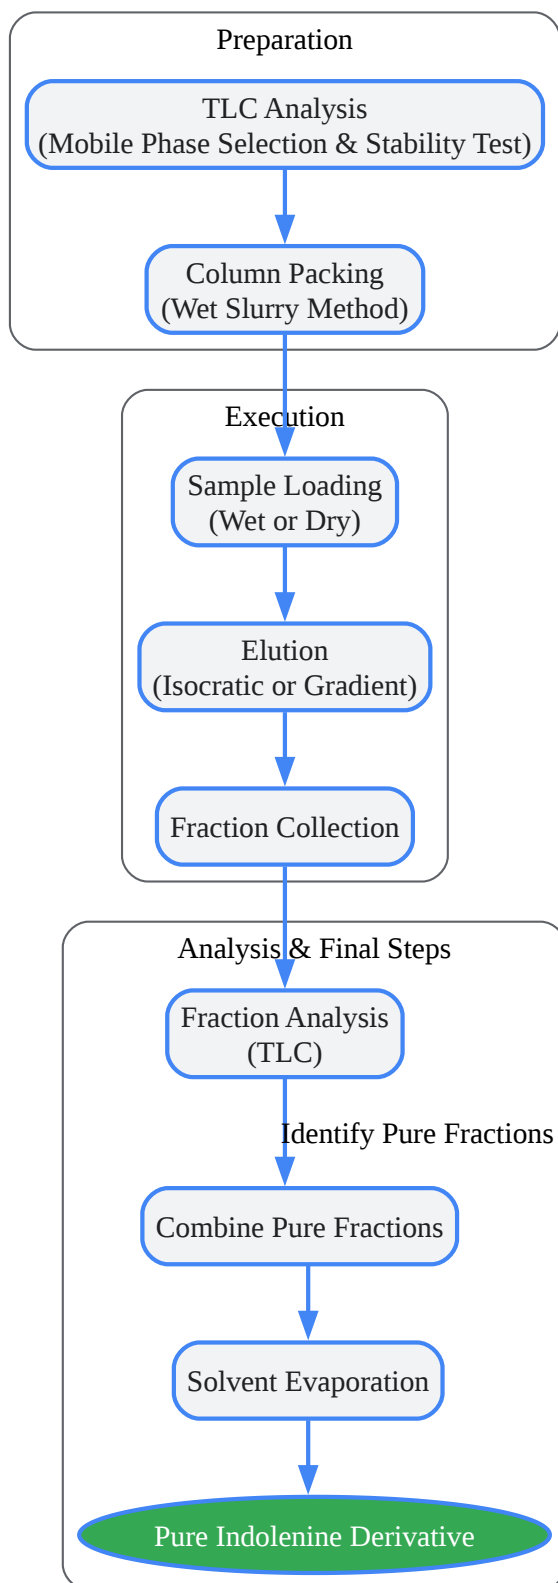 Preparation
TLC Analysis
(Mobile Phase Selection & Stability Test)
Column Packing
(Wet Slurry Method)
Execution
Sample Loading
(Wet or Dry)
Elution
(Isocratic or Gradient)
Fraction Collection
Analysis & Final Steps
Fraction Analysis
(TLC)
Identify Pure Fractions
Combine Pure Fractions
Solvent Evaporation
Pure Indolenine Derivative